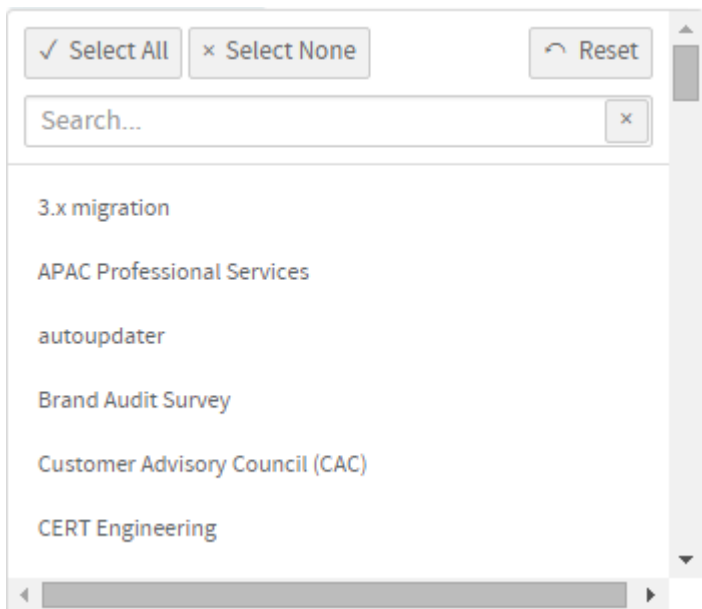 ✓ Select All × Select None Reset
Search... ×
3.x migration
APAC Professional Services
autoupdater
Brand Audit Survey
Customer Advisory Council (CAC)
CERT Engineering